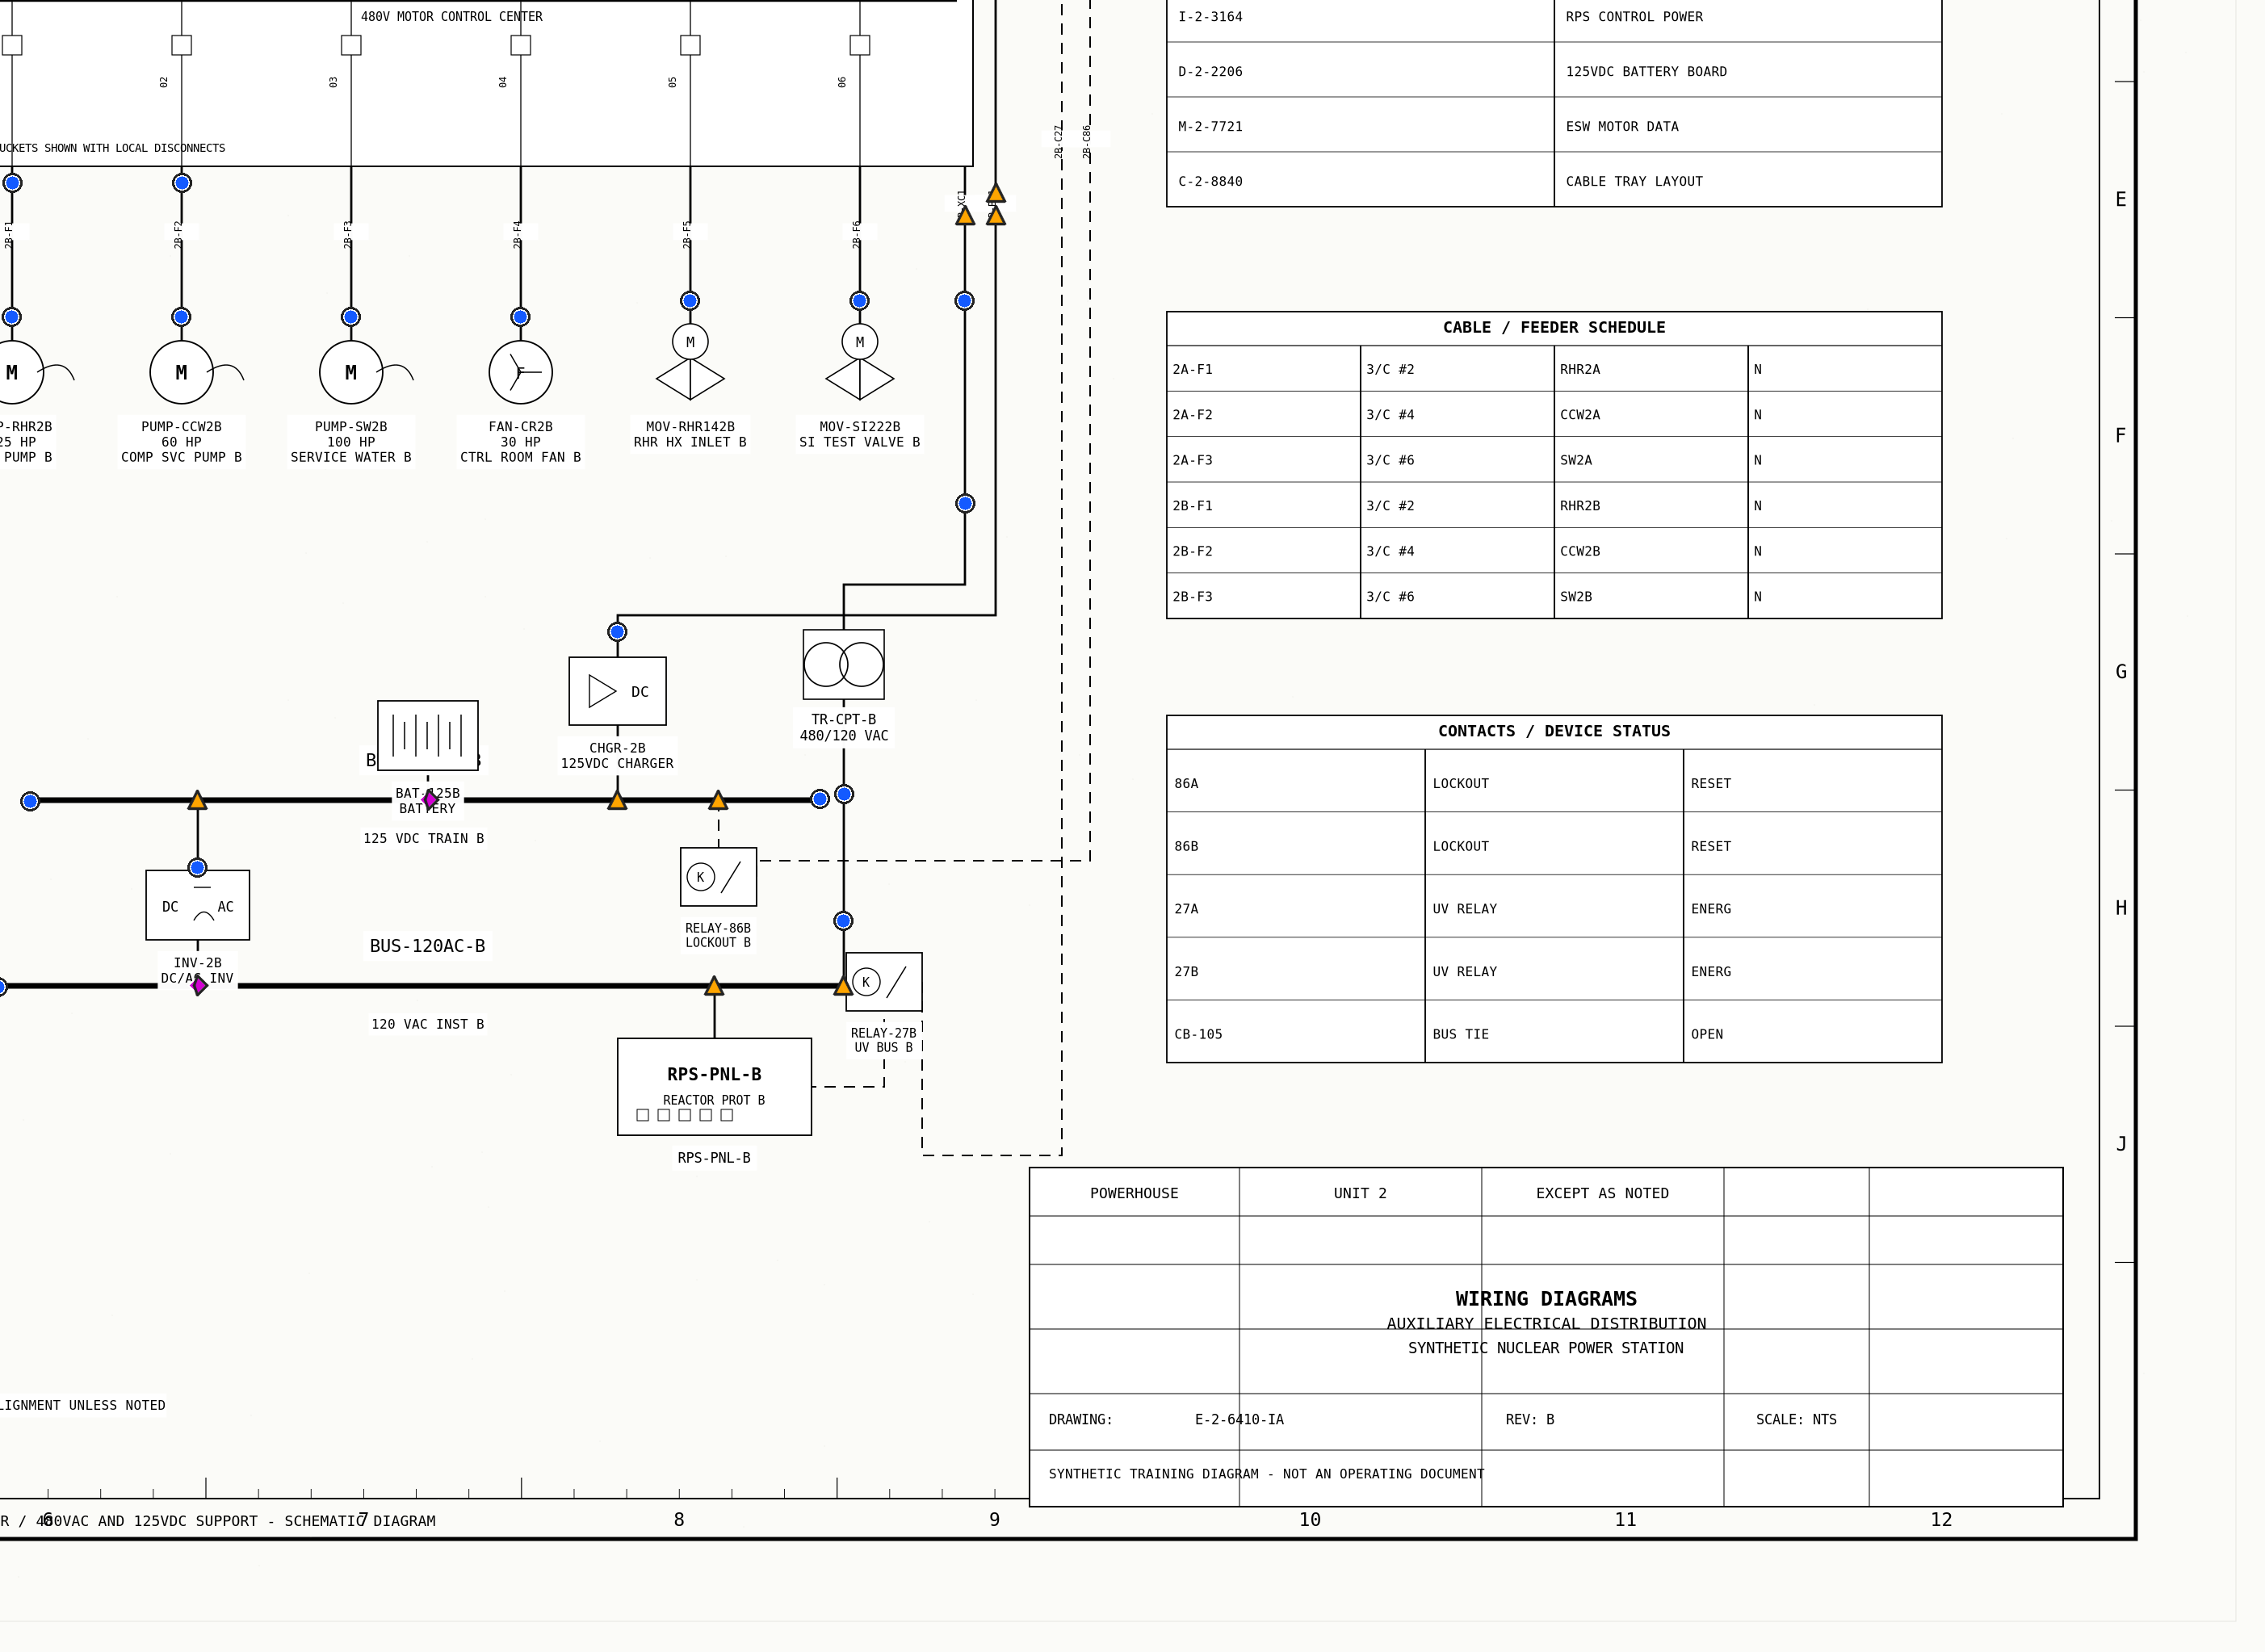 480V MOTOR CONTROL CENTER
02
03
04
05
06
UCKETS SHOWN WITH LOCAL DISCONNECTS
2B-F1
2B-F2
2B-F3
2B-F4
2B-F5
2B-F6
2B-C27
2B-C86
M
M
M
F
M
M
P-RHR2B
25 HP
PUMP B
PUMP-CCW2B
60 HP
COMP SVC PUMP B
PUMP-SW2B
100 HP
SERVICE WATER B
FAN-CR2B
30 HP
CTRL ROOM FAN B
MOV-RHR142B
RHR HX INLET B
MOV-SI222B
SI TEST VALVE B
DC
CHGR-2B
125VDC CHARGER
TR-CPT-B
480/120 VAC
BAT-125B
BATTERY
125 VDC TRAIN B
DC AC
INV-2B
DC/AC INV
BUS-120AC-B
120 VAC INST B
K
RELAY-86B
LOCKOUT B
K
RELAY-27B
UV BUS B
RPS-PNL-B
REACTOR PROT B
RPS-PNL-B
LIGNMENT UNLESS NOTED
I-2-3164 RPS CONTROL POWER
D-2-2206 125VDC BATTERY BOARD
M-2-7721 ESW MOTOR DATA
C-2-8840 CABLE TRAY LAYOUT
CABLE / FEEDER SCHEDULE
2A-F1 3/C #2 RHR2A N
2A-F2 3/C #4 CCW2A N
2A-F3 3/C #6 SW2A N
2B-F1 3/C #2 RHR2B N
2B-F2 3/C #4 CCW2B N
2B-F3 3/C #6 SW2B N
CONTACTS / DEVICE STATUS
86A LOCKOUT RESET
86B LOCKOUT RESET
27A UV RELAY ENERG
27B UV RELAY ENERG
CB-105 BUS TIE OPEN
E
F
G
H
J
POWERHOUSE UNIT 2 EXCEPT AS NOTED
WIRING DIAGRAMS
AUXILIARY ELECTRICAL DISTRIBUTION
SYNTHETIC NUCLEAR POWER STATION
DRAWING: E-2-6410-IA REV: B SCALE: NTS
SYNTHETIC TRAINING DIAGRAM - NOT AN OPERATING DOCUMENT
R / 480VAC AND 125VDC SUPPORT - SCHEMATIC DIAGRAM
6 7 8 9 10 11 12